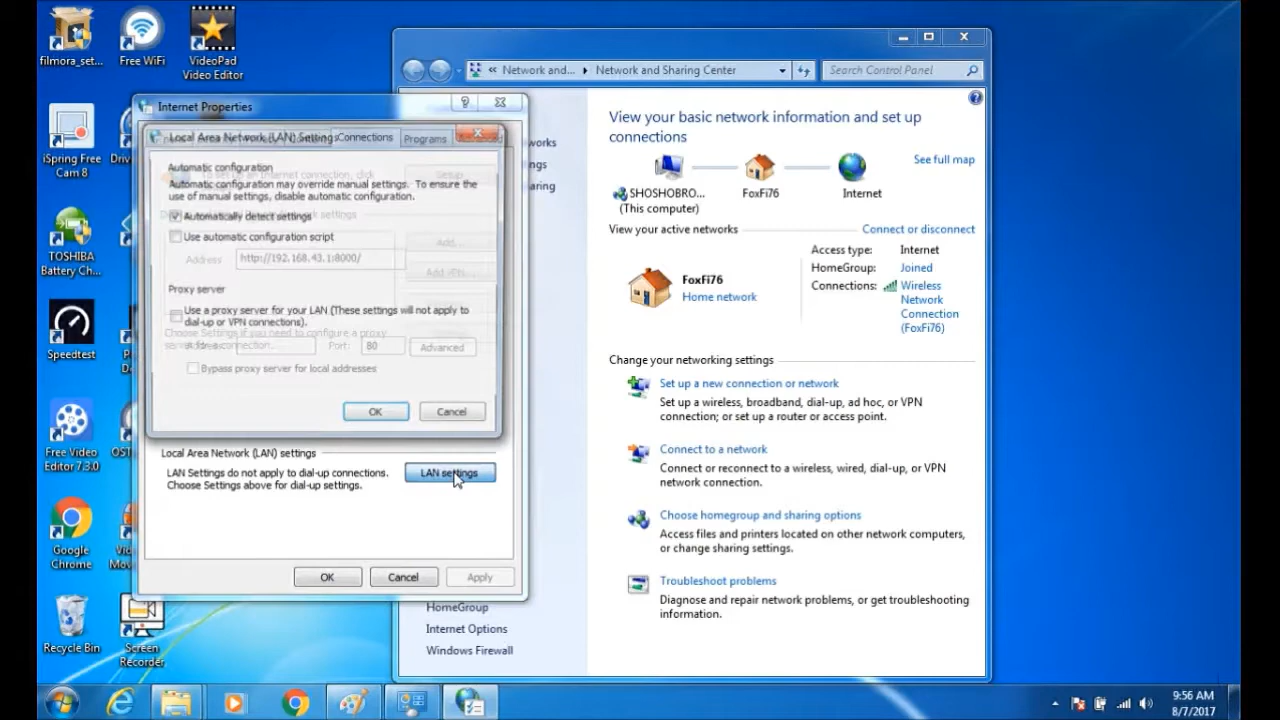 filmora_set...
Free WiFi
VideoPad
Video Editor
iSpring Free
Cam 8
TOSHIBA
Battery Ch...
Speedtest
Free Video
Editor 7.3.0
Google
Chrome
Recycle Bin
Screen
Recorder
Internet Properties
Local Area Network (LAN) Settings
Connections
Programs
Automatic configuration
Automatic configuration may override manual settings. To ensure the
use of manual settings, disable automatic configuration.
Automatically detect settings
Use automatic configuration script
Address
http://192.168.43.1:8000/
Add...
Proxy server
Use a proxy server for your LAN (These settings will not apply to
dial-up or VPN connections).
Choose Settings if you need to configure a proxy
Port:
80
Advanced
Bypass proxy server for local addresses
OK
Cancel
Local Area Network (LAN) settings
LAN Settings do not apply to dial-up connections.
Choose Settings above for dial-up settings.
LAN settings
OK
Cancel
Apply
« Network and... ▸ Network and Sharing Center
Search Control Panel
HomeGroup
Internet Options
Windows Firewall
View your basic network information and set up
connections
See full map
SHOSHOBRO...
(This computer)
FoxFi76
Internet
View your active networks
Connect or disconnect
FoxFi76
Home network
Access type: Internet
HomeGroup: Joined
Connections: Wireless
Network
Connection
(FoxFi76)
Change your networking settings
Set up a new connection or network
Set up a wireless, broadband, dial-up, ad hoc, or VPN
connection; or set up a router or access point.
Connect to a network
Connect or reconnect to a wireless, wired, dial-up, or VPN
network connection.
Choose homegroup and sharing options
Access files and printers located on other network computers,
or change sharing settings.
Troubleshoot problems
Diagnose and repair network problems, or get troubleshooting
information.
9:56 AM
8/7/2017